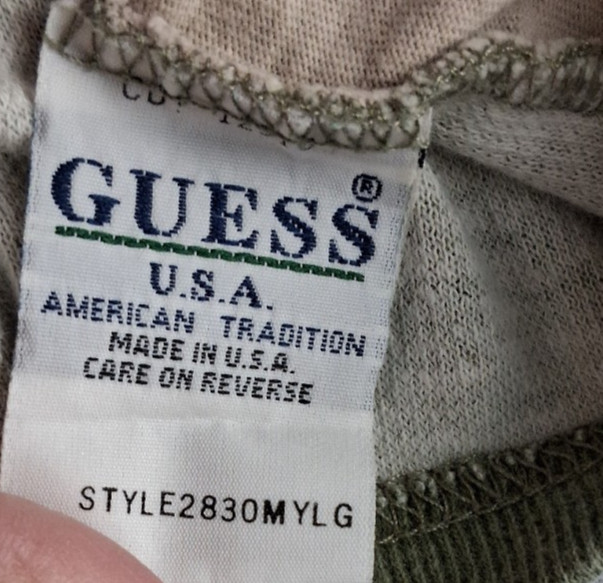 GUESS®
U.S.A.
AMERICAN TRADITION
MADE IN U.S.A.
CARE ON REVERSE
STYLE2830MYLG